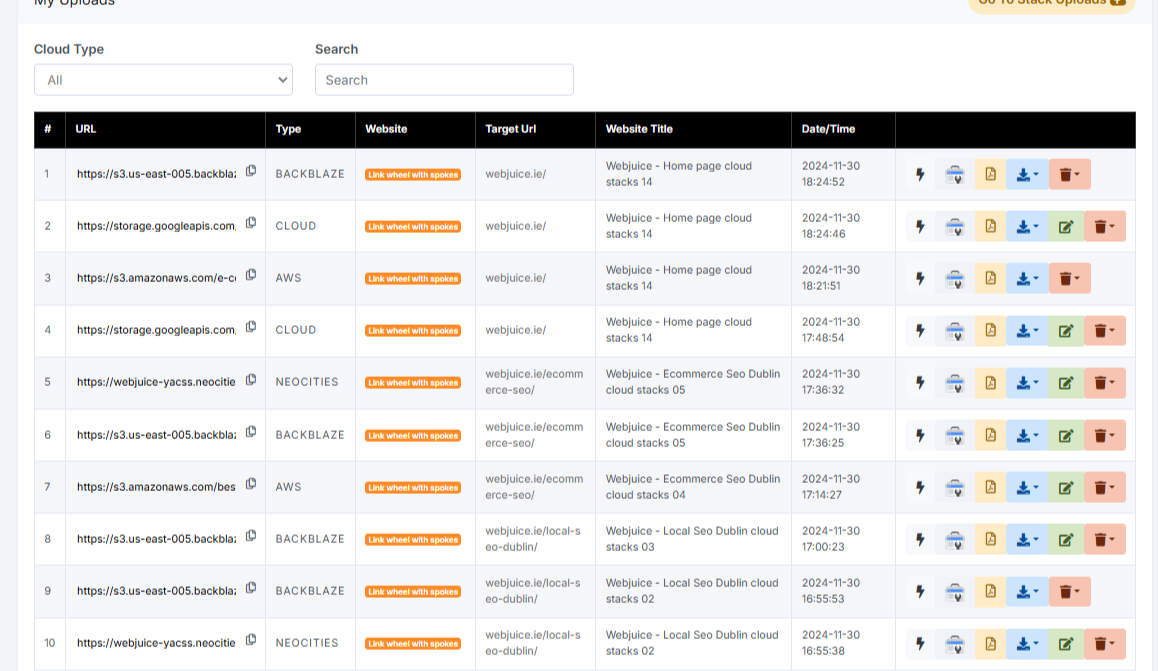 My Uploads
Go To Stack Uploads
Cloud Type
Search
All
Search
# URL Type Website Target Url Website Title Date/Time
1 https://s3.us-east-005.backbla: BACKBLAZE Link wheel with spokes webjuice.ie/ Webjuice - Home page cloud 2024-11-30
stacks 14 18:24:52
2 https://storage.googleapis.com, CLOUD Link wheel with spokes webjuice.ie/ Webjuice - Home page cloud 2024-11-30
stacks 14 18:24:46
3 https://s3.amazonaws.com/e-c AWS Link wheel with spokes webjuice.ie/ Webjuice - Home page cloud 2024-11-30
stacks 14 18:21:51
4 https://storage.googleapis.com, CLOUD Link wheel with spokes webjuice.ie/ Webjuice - Home page cloud 2024-11-30
stacks 14 17:48:54
5 https://webjuice-yacss.neocitie NEOCITIES Link wheel with spokes webjuice.ie/ecomm Webjuice - Ecommerce Seo Dublin 2024-11-30
erce-seo/ cloud stacks 05 17:36:32
6 https://s3.us-east-005.backbla: BACKBLAZE Link wheel with spokes webjuice.ie/ecomm Webjuice - Ecommerce Seo Dublin 2024-11-30
erce-seo/ cloud stacks 05 17:36:25
7 https://s3.amazonaws.com/bes AWS Link wheel with spokes webjuice.ie/ecomm Webjuice - Ecommerce Seo Dublin 2024-11-30
erce-seo/ cloud stacks 04 17:14:27
8 https://s3.us-east-005.backbla: BACKBLAZE Link wheel with spokes webjuice.ie/local-s Webjuice - Local Seo Dublin cloud 2024-11-30
eo-dublin/ stacks 03 17:00:23
9 https://s3.us-east-005.backbla: BACKBLAZE Link wheel with spokes webjuice.ie/local-s Webjuice - Local Seo Dublin cloud 2024-11-30
eo-dublin/ stacks 02 16:55:53
10 https://webjuice-yacss.neocitie NEOCITIES Link wheel with spokes webjuice.ie/local-s Webjuice - Local Seo Dublin cloud 2024-11-30
eo-dublin/ stacks 02 16:55:38